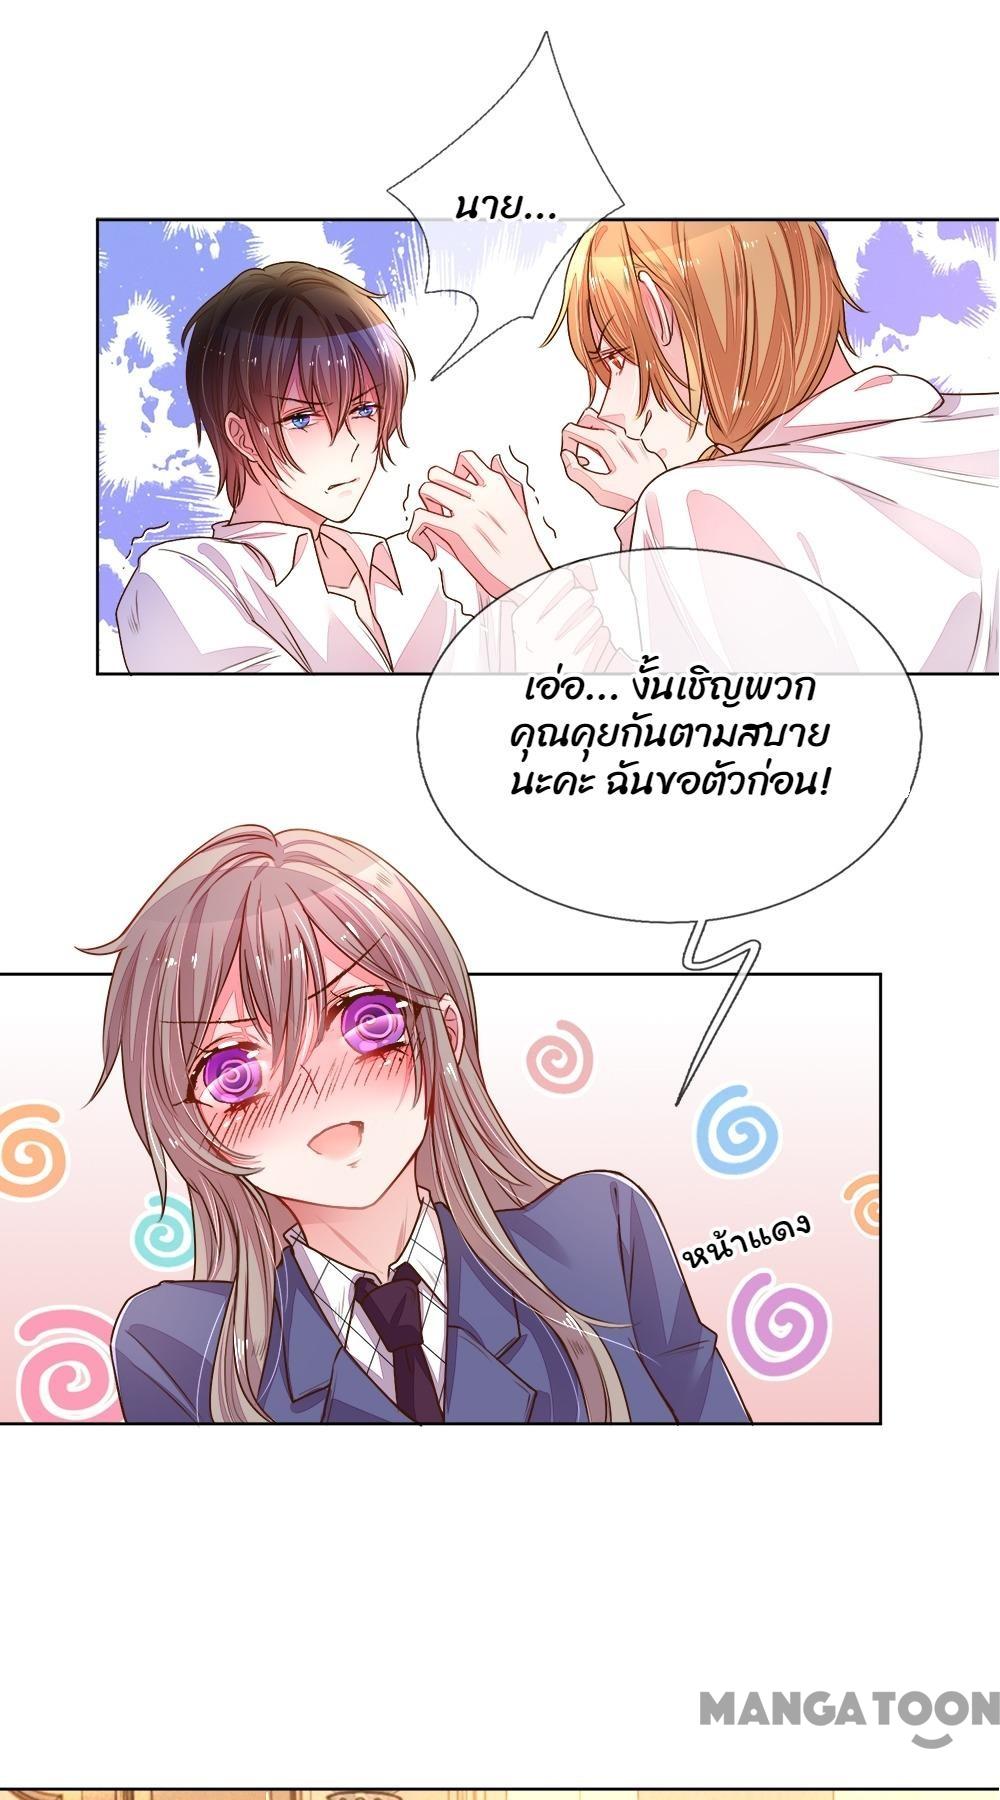 นาย...
เอ่อ... งั้นเชิญพวก
คุณคุยกันตามสบาย
นะคะ ฉันขอตัวก่อน!
หน้าแดง
MANGATOON